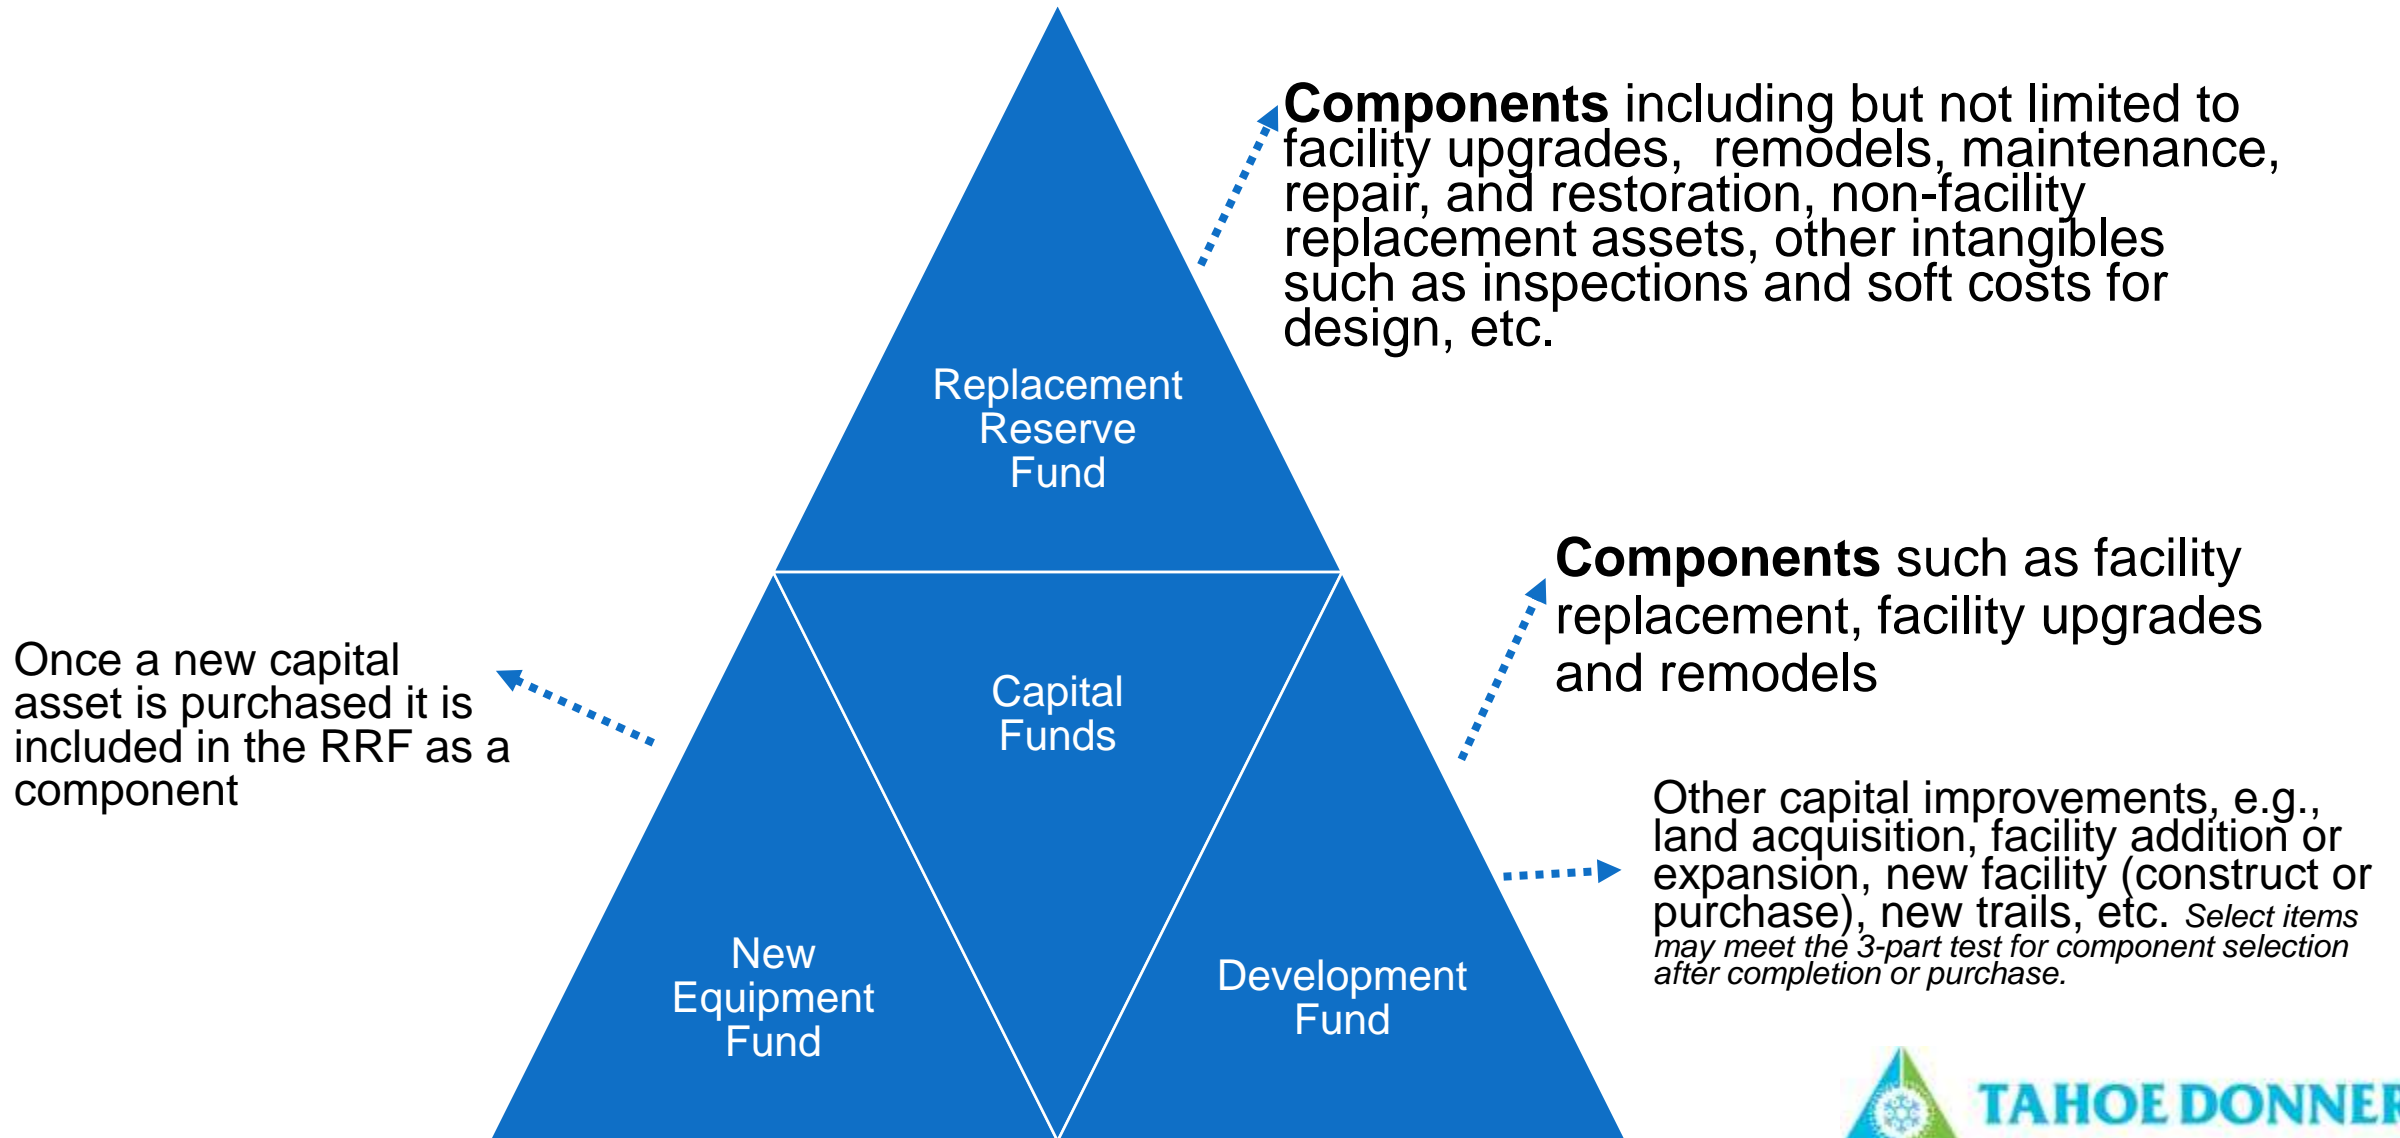 Components including but not limited to
facility upgrades, remodels, maintenance,
repair, and restoration, non-facility
replacement assets, other intangibles
such as inspections and soft costs for
design, etc.
Replacement
Reserve
Fund
Components such as facility
replacement, facility upgrades
and remodels
Once a new capital
asset is purchased it is
included in the RRF as a
component
Capital
Funds
Other capital improvements, e.g.,
land acquisition, facility addition or
expansion, new facility (construct or
purchase), new trails, etc. Select items
may meet the 3-part test for component selection
after completion or purchase.
New
Equipment
Fund
Development
Fund
TAHOE DONNER